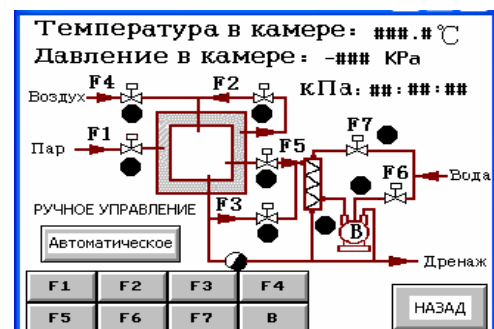 Температура в камере: ###.#℃
Давление в камере: -### KPa
F4 F2 кПа: ##:##:##
Воздух
F1 F5 F7
Пар
F6
Вода
F3
РУЧНОЕ УПРАВЛЕНИЕ
B
Автоматическое
Дренаж
F1 F2 F3 F4
F5 F6 F7 B
НАЗАД